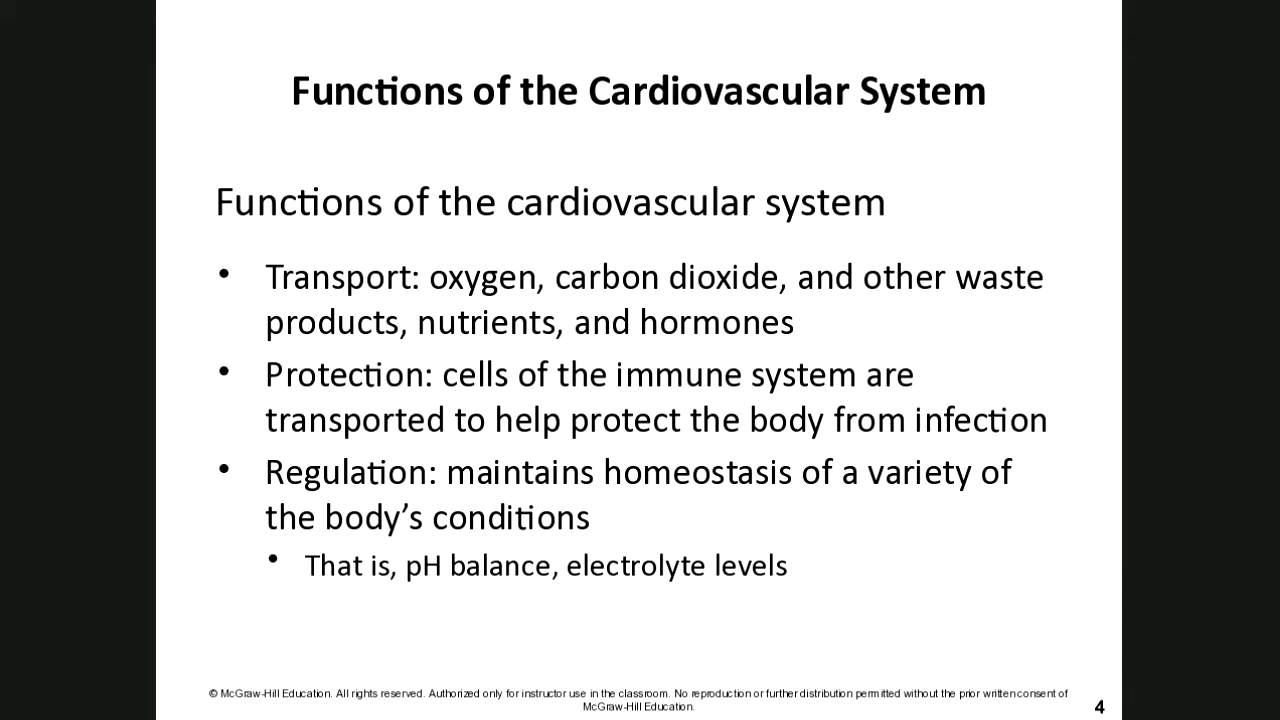 Functions of the Cardiovascular System
Functions of the cardiovascular system
• Transport: oxygen, carbon dioxide, and other waste
products, nutrients, and hormones
• Protection: cells of the immune system are
transported to help protect the body from infection
• Regulation: maintains homeostasis of a variety of
the body’s conditions
• That is, pH balance, electrolyte levels
© McGraw-Hill Education. All rights reserved. Authorized only for instructor use in the classroom. No reproduction or further distribution permitted without the prior written consent of
McGraw-Hill Education.
4